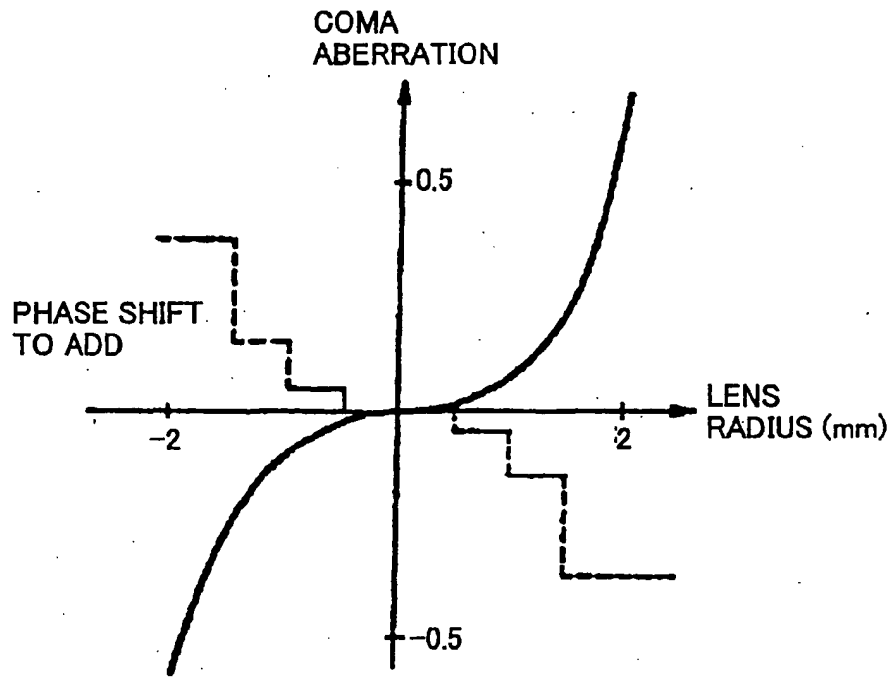 COMA
ABERRATION
0.5
PHASE SHIFT
TO ADD
-2
2
LENS
RADIUS (mm)
-0.5